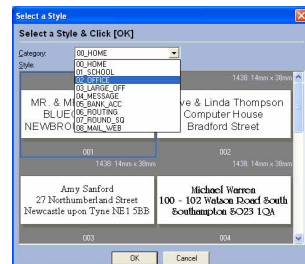 Select a Style
Select a Style & Click [OK]
Category: 00_HOME
Style:
00_HOME
01_SCHOOL
02_OFFICE
03_LARGE_OFF
04_MESSAGE
05_BANK_ACC
06_ROUTING
07_ROUND_SQ
08_MAIL_WEB
1438: 14mm x 38mm
MR. & M
BLUE
NEWBRO
001
ve & Linda Thompson
Computer House
Bradford Street
002
1438: 14mm x 38mm
1438: 14mm x 38mm
Amy Sanford
27 Northumberland Street
Newcastle upon Tyne NE1 5BB
003
Michael Warren
100 - 102 Watson Road South
Southampton SO23 1QA
004
OK
Cancel